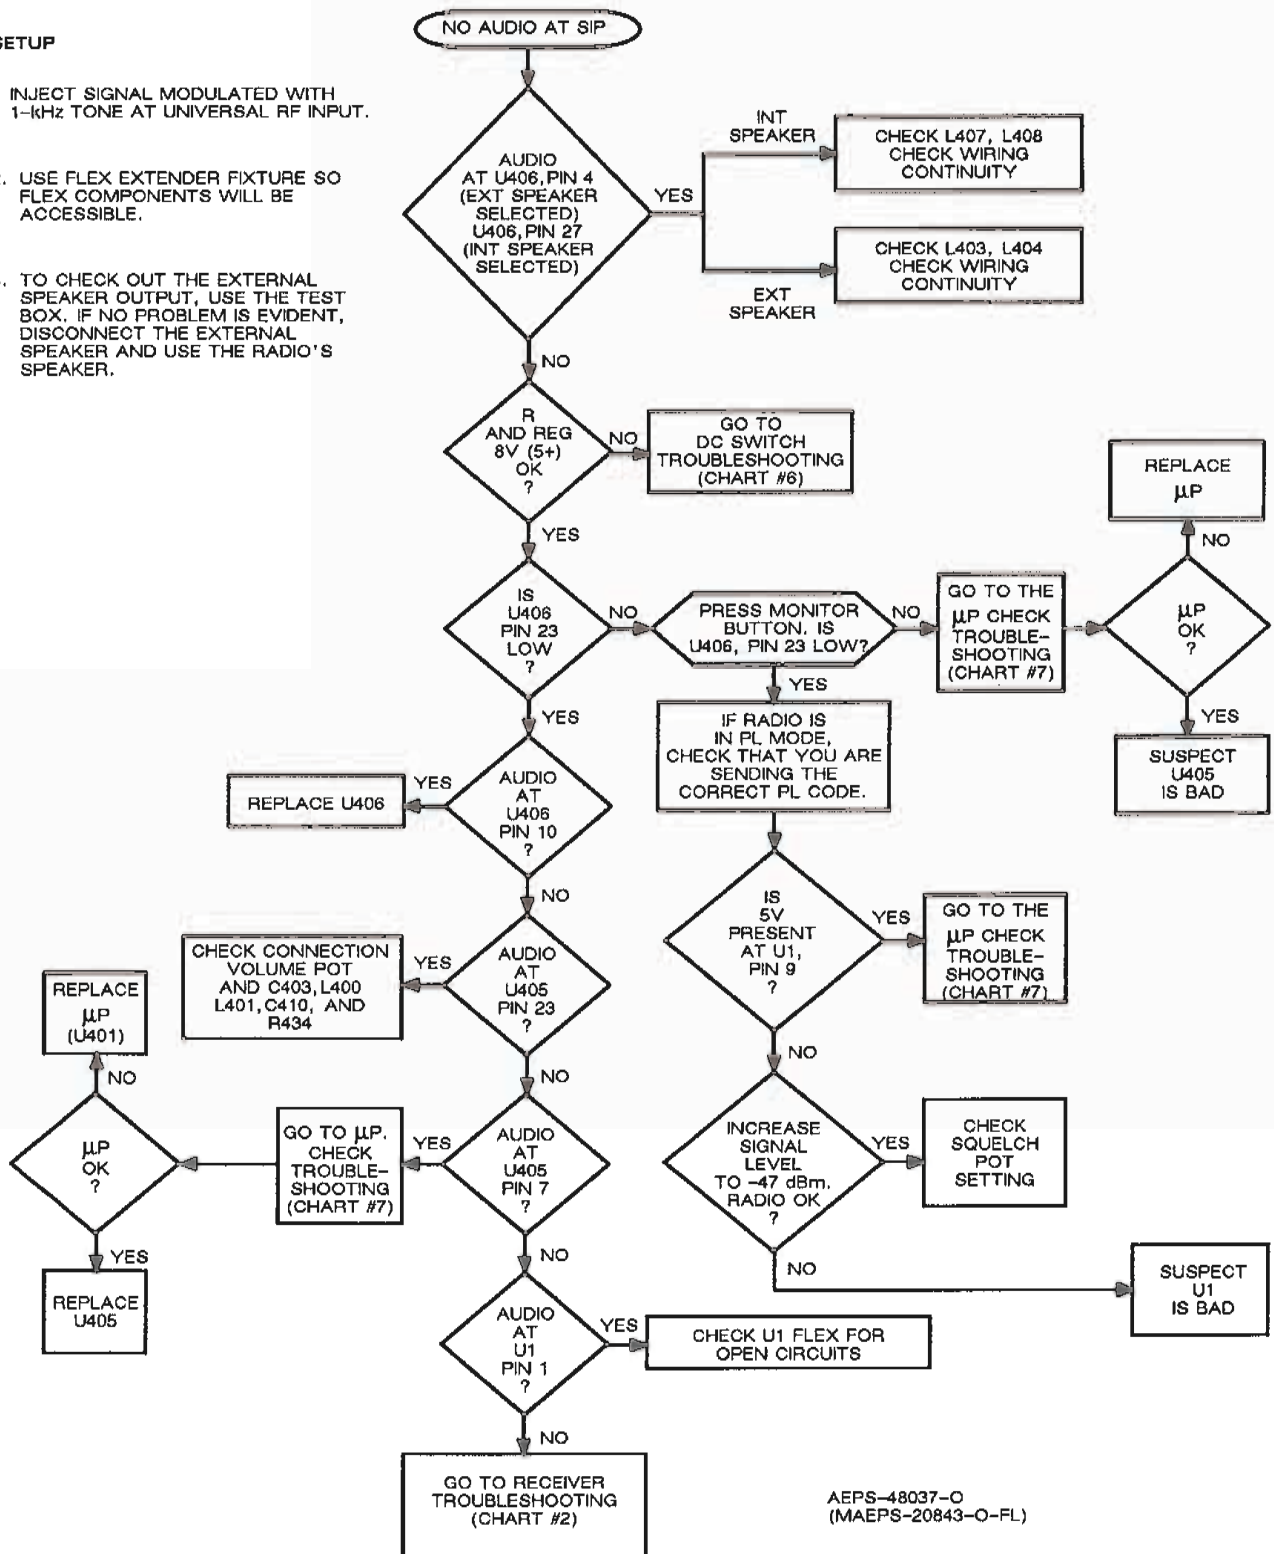 SETUP
INJECT SIGNAL MODULATED WITH
1-kHz TONE AT UNIVERSAL RF INPUT.
. USE FLEX EXTENDER FIXTURE SO
FLEX COMPONENTS WILL BE
ACCESSIBLE.
. TO CHECK OUT THE EXTERNAL
SPEAKER OUTPUT, USE THE TEST
BOX. IF NO PROBLEM IS EVIDENT,
DISCONNECT THE EXTERNAL
SPEAKER AND USE THE RADIO'S
SPEAKER.
NO AUDIO AT SIP
AUDIO
AT U406, PIN 4
(EXT SPEAKER
SELECTED)
U406, PIN 27
(INT SPEAKER
SELECTED)
YES
INT
SPEAKER
CHECK L407, L408
CHECK WIRING
CONTINUITY
EXT
SPEAKER
CHECK L403, L404
CHECK WIRING
CONTINUITY
NO
R
AND REG
8V (5+)
OK
?
NO
GO TO
DC SWITCH
TROUBLESHOOTING
(CHART #6)
YES
IS
U406
PIN 23
LOW
?
NO
PRESS MONITOR
BUTTON. IS
U406, PIN 23 LOW?
NO
GO TO THE
µP CHECK
TROUBLE-
SHOOTING
(CHART #7)
µP
OK
?
NO
REPLACE
µP
YES
SUSPECT
U405
IS BAD
YES
IF RADIO IS
IN PL MODE,
CHECK THAT YOU ARE
SENDING THE
CORRECT PL CODE.
IS
5V
PRESENT
AT U1,
PIN 9
?
YES
GO TO THE
µP CHECK
TROUBLE-
SHOOTING
(CHART #7)
NO
INCREASE
SIGNAL
LEVEL
TO -47 dBm.
RADIO OK
?
YES
CHECK
SQUELCH
POT
SETTING
NO
SUSPECT
U1
IS BAD
YES
AUDIO
AT
U406
PIN 10
?
YES
REPLACE U406
NO
AUDIO
AT
U405
PIN 23
?
YES
CHECK CONNECTION
VOLUME POT
AND C403, L400
L401, C410, AND
R434
NO
AUDIO
AT
U405
PIN 7
?
YES
GO TO µP.
CHECK
TROUBLE-
SHOOTING
(CHART #7)
µP
OK
?
NO
REPLACE
µP
(U401)
YES
REPLACE
U405
NO
AUDIO
AT
U1
PIN 1
?
YES
CHECK U1 FLEX FOR
OPEN CIRCUITS
NO
GO TO RECEIVER
TROUBLESHOOTING
(CHART #2)
AEPS-48037-O
(MAEPS-20843-O-FL)